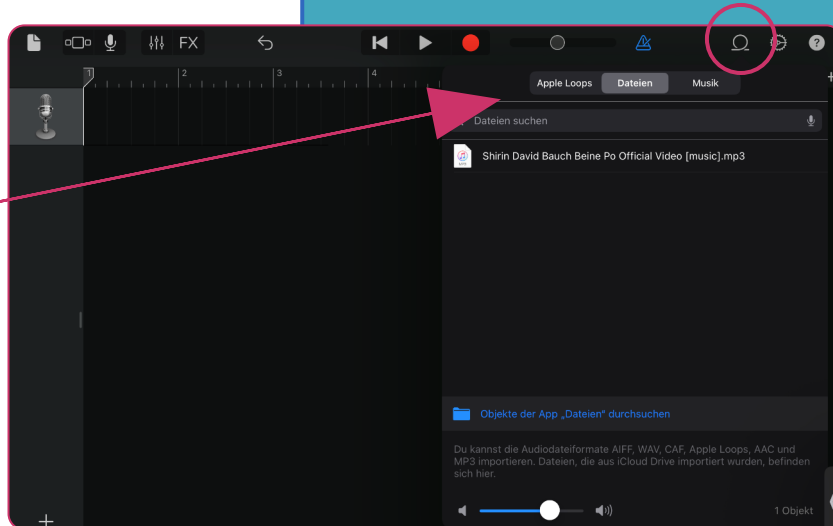 FX
1
2
3
4
Apple Loops Dateien Musik
Dateien suchen
Shirin David Bauch Beine Po Official Video [music].mp3
Objekte der App „Dateien“ durchsuchen
Du kannst die Audiodateiformate AIFF, WAV, CAF, Apple Loops, AAC und
MP3 importieren. Dateien, die aus iCloud Drive importiert wurden, befinden
sich hier.
1 Objekt